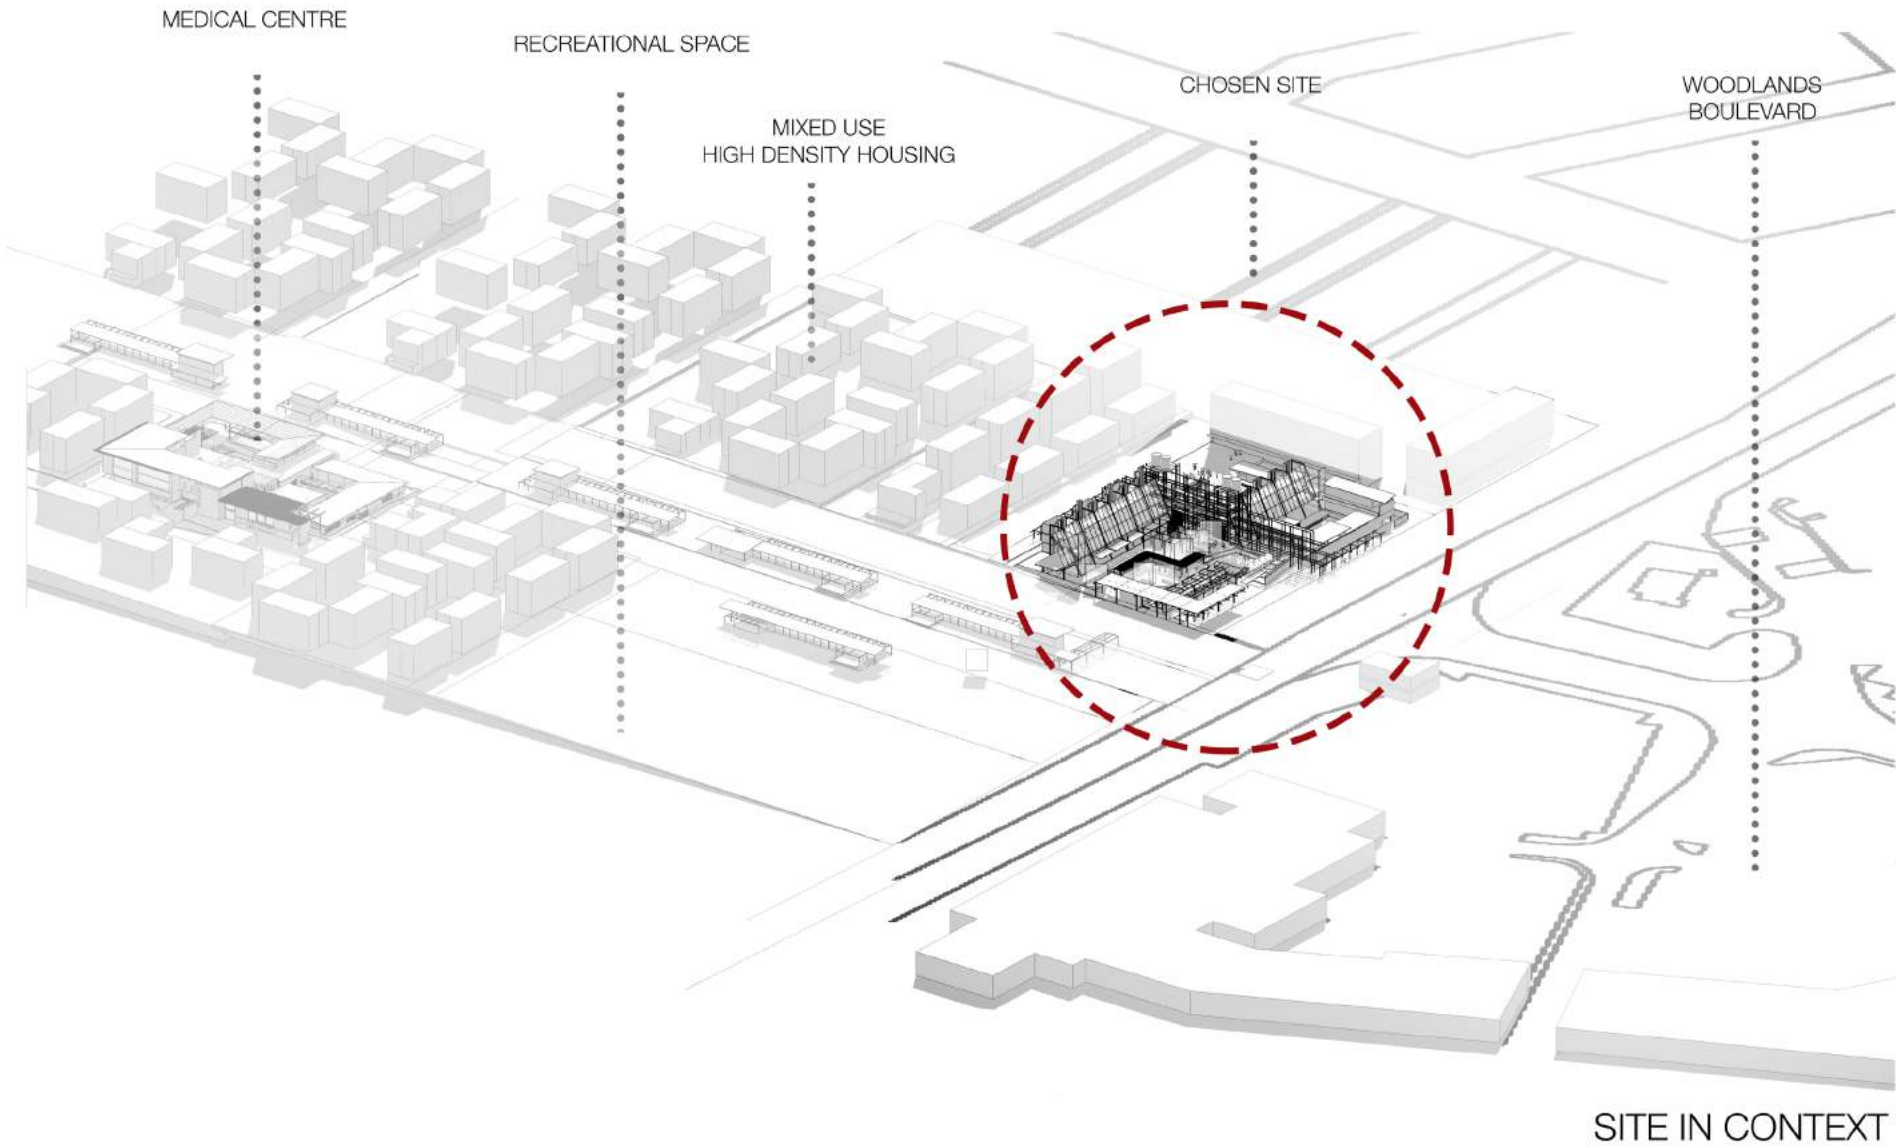 MEDICAL CENTRE
RECREATIONAL SPACE
MIXED USE
HIGH DENSITY HOUSING
CHOSEN SITE
WOODLANDS
BOULEVARD
SITE IN CONTEXT